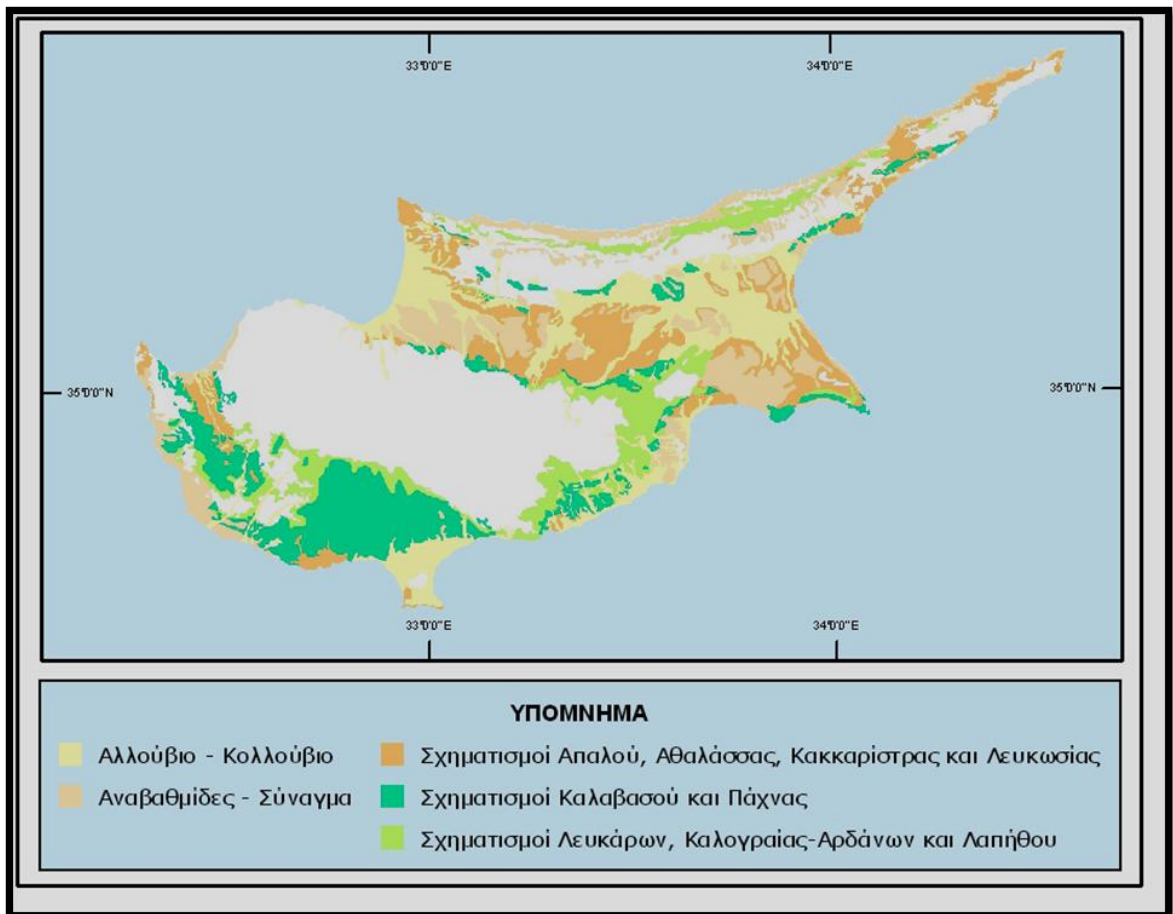 33°0'0"E 34°0'0"E
35°0'0"N 35°0'0"N
33°0'0"E 34°0'0"E
ΥΠΟΜΝΗΜΑ
Αλλούβιο - Κολλούβιο
Αναβαθμίδες - Σύναγμα
Σχηματισμοί Απαλού, Αθαλάσσας, Κακκαρίστρας και Λευκωσίας
Σχηματισμοί Καλαβασού και Πάχνας
Σχηματισμοί Λευκάρων, Καλογραίας-Αρδάνων και Λαπήθου